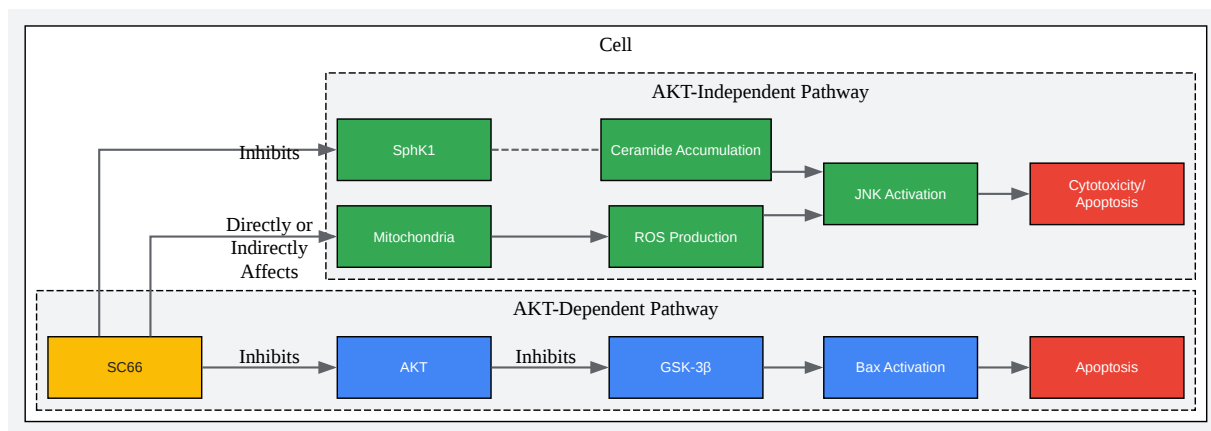 Cell
AKT-Independent Pathway
Inhibits
SphK1
Ceramide Accumulation
JNK Activation
Cytotoxicity/
Apoptosis
Directly or
Indirectly
Affects
Mitochondria
ROS Production
AKT-Dependent Pathway
SC66
Inhibits
AKT
Inhibits
GSK-3β
Bax Activation
Apoptosis